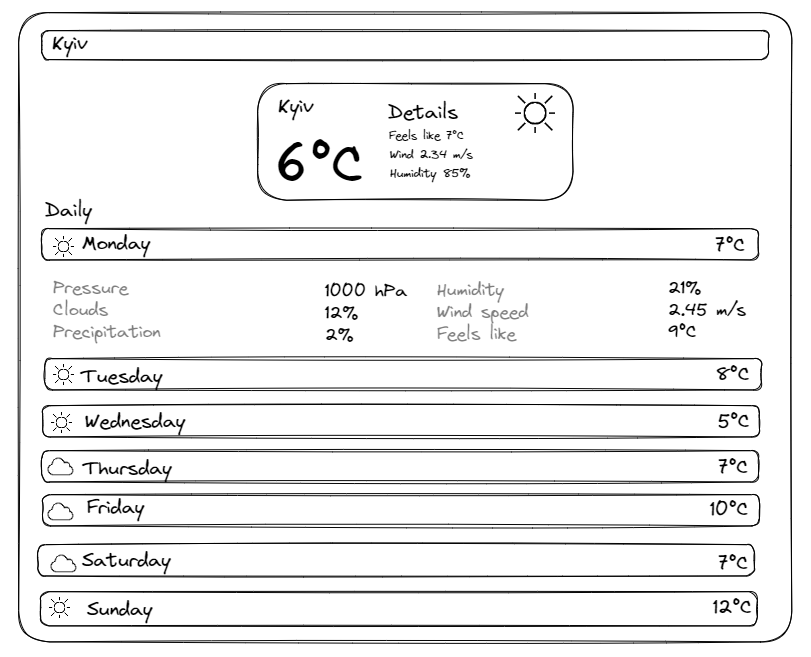 Kyiv
Kyiv
6°C
Details
Feels like 7°C
Wind 2.34 m/s
Humidity 85%
Daily
Monday 7°C
Pressure 1000 hPa Humidity 21%
Clouds 12% Wind speed 2.45 m/s
Precipitation 2% Feels like 9°C
Tuesday 8°C
Wednesday 5°C
Thursday 7°C
Friday 10°C
Saturday 7°C
Sunday 12°C